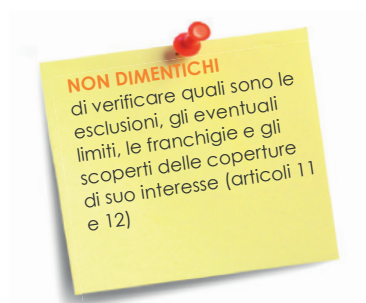 NON DIMENTICHI
di verificare quali sono le
esclusioni, gli eventuali
limiti, le franchigie e gli
scoperti delle coperture
di suo interesse (articoli 11
e 12)